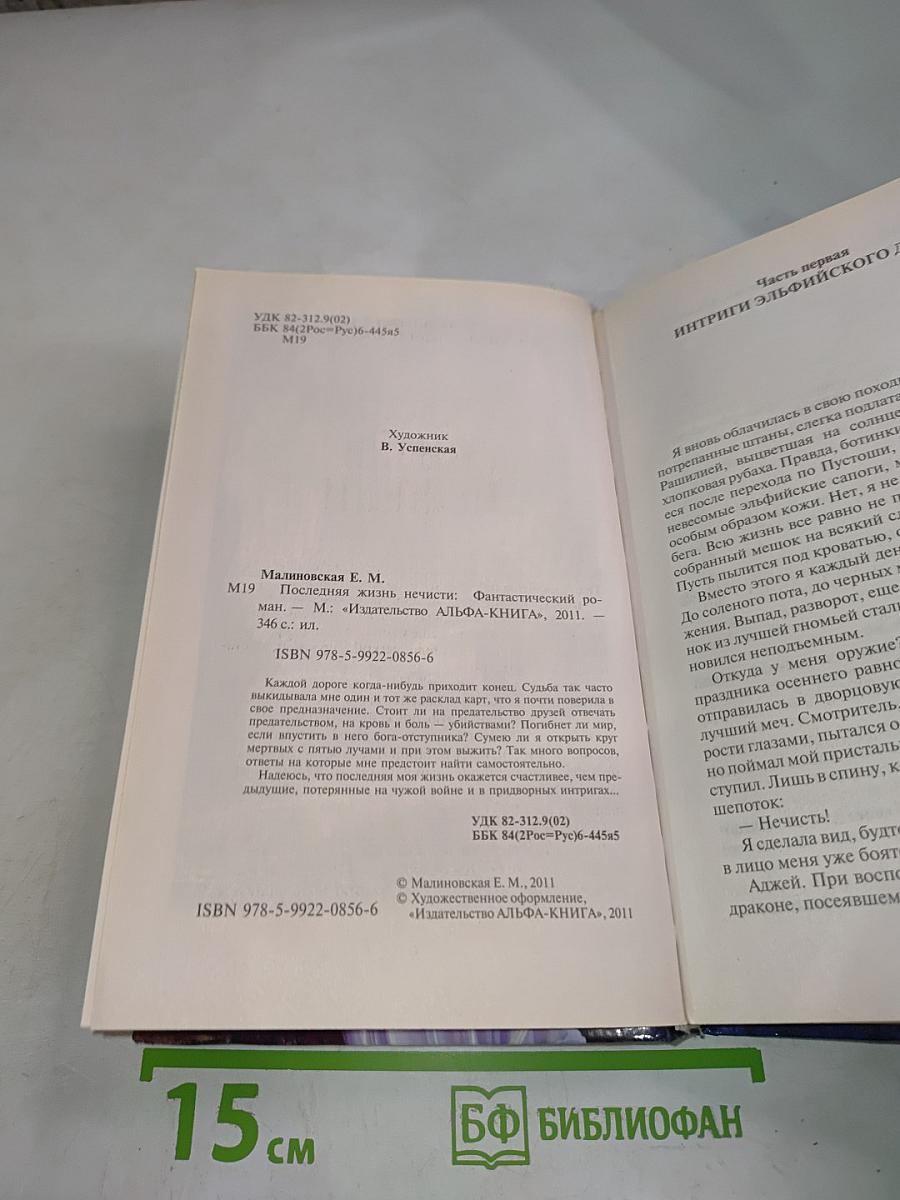 УДК 82-312.9(02)
ББК 84(2Рос=Рус)6-445я5
М19
Художник
В. Успенская
Малиновская Е. М.
М19 Последняя жизнь нечисти: Фантастический ро-
ман. — М.: «Издательство АЛЬФА-КНИГА», 2011. —
346 с.: ил.
ISBN 978-5-9922-0856-6
Каждой дороге когда-нибудь приходит конец. Судьба так часто
выкидывала мне один и тот же расклад карт, что я почти поверила в
свое предназначение. Стоит ли на предательство друзей отвечать
предательством, на кровь и боль — убийствами? Погибнет ли мир,
если впустить в него бога-отступника? Сумею ли я открыть круг
мертвых с пятью лучами и при этом выжить? Так много вопросов,
ответы на которые мне предстоит найти самостоятельно.
Надеюсь, что последняя моя жизнь окажется счастливее, чем пре-
дыдущие, потерянные на чужой войне и в придворных интригах...
УДК 82-312.9(02)
ББК 84(2Рос=Рус)6-445я5
© Малиновская Е. М., 2011
© Художественное оформление,
«Издательство АЛЬФА-КНИГА», 2011
ISBN 978-5-9922-0856-6
Часть первая
ИНТРИГИ ЭЛЬФИЙСКОГО
Я вновь облачилась в свою
потрепанные штаны, слегка
Рашилией, выцветшая на солнце
хлопковая рубаха. Правда, ботинки
еся после перехода по Пустоши,
невесомые эльфийские сапоги,
особым образом кожи. Нет, я не
бега. Всю жизнь все равно не
собранный мешок на всякий
Пусть пылится под кроватью,
Вместо этого я каждый
До соленого пота, до черных
жения. Выпад, разворот, еще
нок из лучшей гномьей
новился неподъемным.
Откуда у меня оружие?
праздника осеннего
отправилась в дворцовую
лучший меч. Смотритель,
рости глазами, пытался
но поймал мой
ступил. Лишь в спину,
шепоток:
— Нечисть!
Я сделала вид,
в лицо меня уже
Аджей. При
драконе, посеявшем
15 см
БФ БИБЛИОФАН